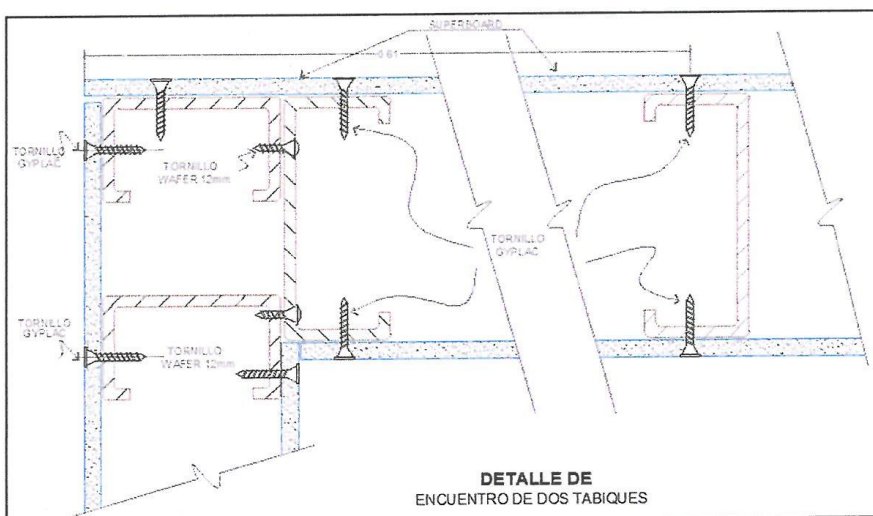 SUPERBOARD
0.61
TORNILLO
GYPLAC
TORNILLO
WAFER 12mm
TORNILLO
GYPLAC
TORNILLO
GYPLAC
TORNILLO
WAFER 12mm
DETALLE DE
ENCUENTRO DE DOS TABIQUES